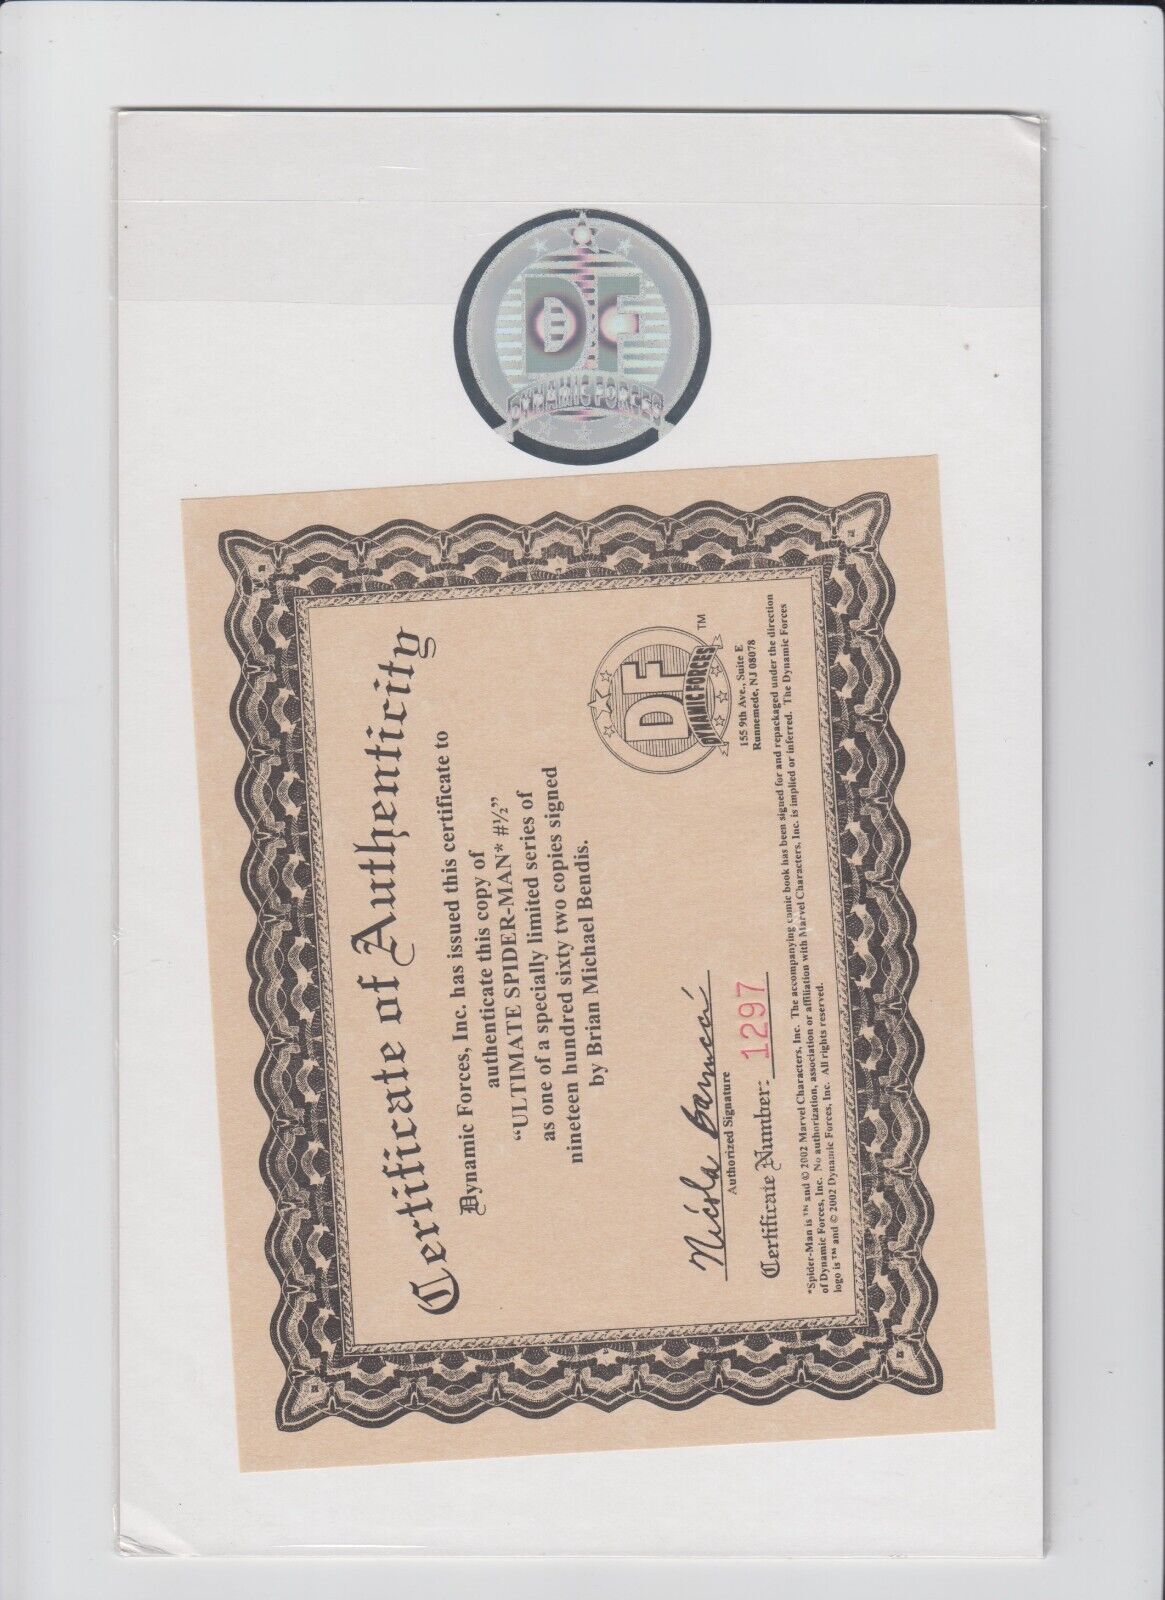 DF
DYNAMIC FORCES
Certificate of Authenticity
Dynamic Forces, Inc. has issued this certificate to
authenticate this copy of
“ULTIMATE SPIDER-MAN* #½”
as one of a specially limited series of
nineteen hundred sixty two copies signed
by Brian Michael Bendis.
Nicola Barrucci
Authorized Signature
Certificate Number: 1297
DF
DYNAMIC FORCES
TM
155 9th Ave., Suite E
Runnemede, NJ 08078
*Spider-Man is ™ and © 2002 Marvel Characters, Inc. The accompanying comic book has been signed for and repackaged under the direction
of Dynamic Forces, Inc. No authorization, association or affiliation with Marvel Characters, Inc. is implied or inferred. The Dynamic Forces
logo is ™ and © 2002 Dynamic Forces, Inc. All rights reserved.